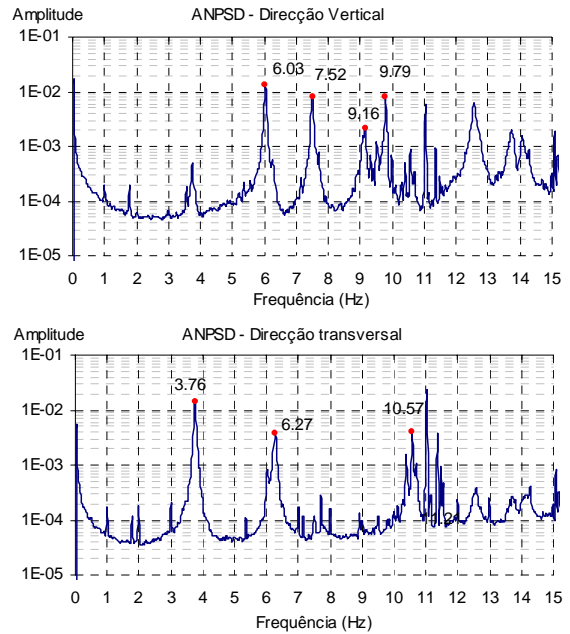 Amplitude ANPSD - Direcção Vertical
1E-01
1E-02
1E-03
1E-04
1E-05
6.03
7.52
9.16
9.79
0 1 2 3 4 5 6 7 8 9 10 11 12 13 14 15
Frequência (Hz)
Amplitude ANPSD - Direcção transversal
1E-01
1E-02
1E-03
1E-04
1E-05
3.76
6.27
10.57
0 1 2 3 4 5 6 7 8 9 10 11 12 13 14 15
Frequência (Hz)